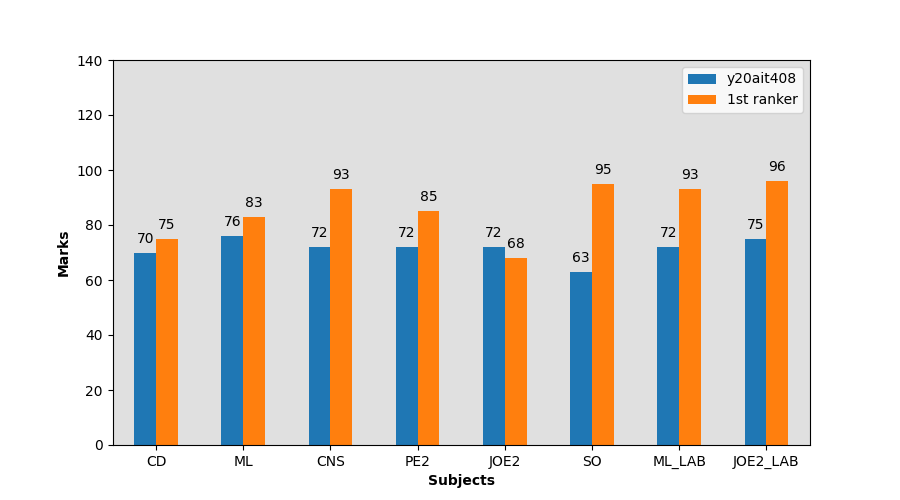 140
120
100
80
60
40
20
0
Marks
y20ait408
1st ranker
70 75 76 83 72 93 72 85 72 68 63 95 72 93 75 96
CD ML CNS PE2 JOE2 SO ML_LAB JOE2_LAB
Subjects